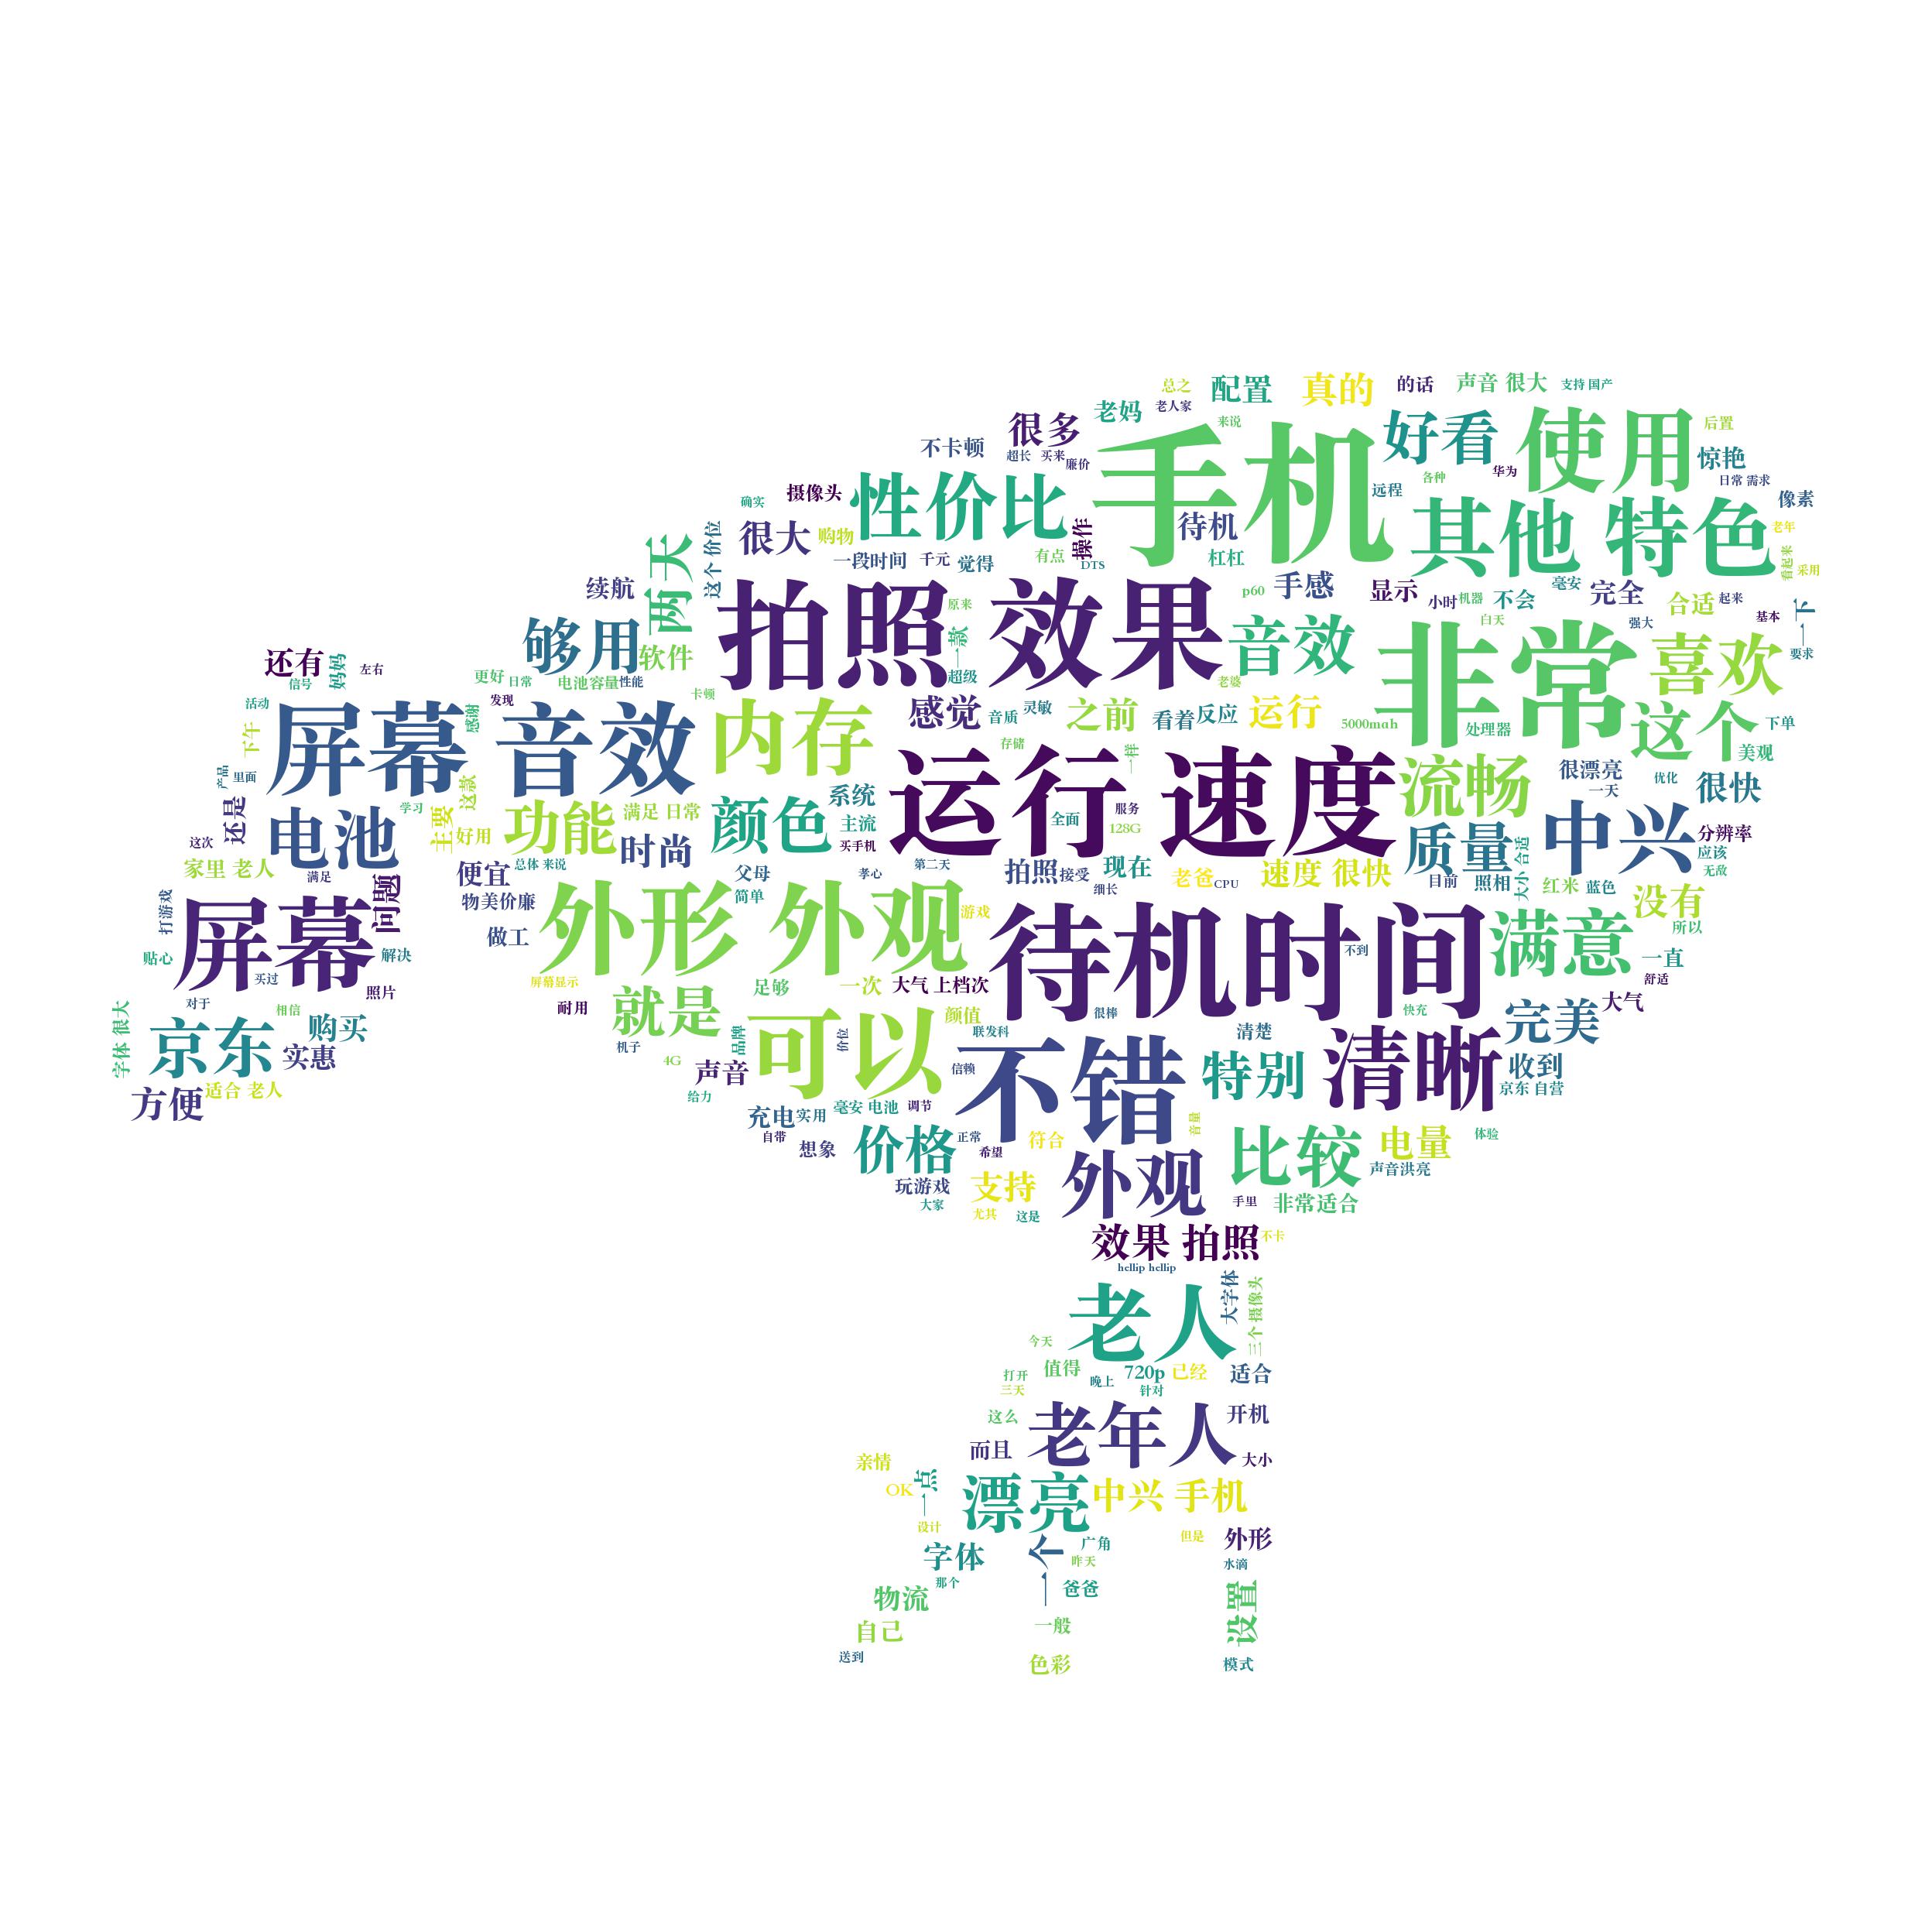 总之 配置 真的 的话 声音 很大 支持 国产
老妈 老人家
很多 来说 手机 好看 使用 后置
不卡顿 超长 买来 廉价 华为 惊艳
各种 日常 需求
摄像头 性价比 远程 像素
确实 很大 购物 操作 待机 其他 特色 老年
两天 这个 价位 一段时间 千元 觉得 有点 DTS 杠杠 看起来 采用
续航 拍照 效果 p60 手感 显示 小时 机器 不会 毫安 完全 合适 起来 一下
原来 白天 强大 基本
够用 软件 一款 音效 非常 喜欢 要求
还有 妈妈 左右 信号 更好 日常 电池容量 性能 超级 老婆
活动 发现 卡顿
下午 屏幕 音效 感谢 内存 感觉 音质 灵敏 之前 看着 反应 运行 5000mah 处理器 这个 下单
存储 一样 美观
产品 里面 运行 速度 流畅 很漂亮 一天 优化 很快
还是 电池 学习 主要 这款 好用 功能 满足 日常 颜色 系统 主流 全面 服务 128G 质量 中兴 分辨率
这次 时尚 买手机 应该
家里 老人 满足 便宜 总体 来说 父母 孝心 第二天 拍照 接受 现在 老爸 CPU 速度 很快 目前 照相 大小 合适 红米 蓝色 无敌
打游戏 问题 物美价廉 简单 细长 没有
屏幕 做工 外形 外观 游戏 待机时间 不到 满意 所以
贴心 解决 一直
买过 照片 屏幕显示 足够 一次 大气 上档次 舒适
对于 相信 耐用 就是 颜值 很棒 快充 大气
字体 很大 京东 购买 机子 品牌 可以 价位 联发科 不错 清楚 清晰 完美
实惠 4G 声音 信赖 特别 收到
方便 适合 老人 给力 京东 自营
充电 实用 毫安 电池 调节 音量
自带 想象 价格 正常 希望 符合 比较 电量 体验
声音洪亮
玩游戏 支持 外观 手里 非常适合
大家 尤其 这是
效果 拍照 不卡
hellip hellip
老人 大字体 三个 摄像头
今天
打开 值得 720p 已经 适合
三天 晚上 针对
这么 老年人 开机
而且 大小
亲情
OK 一点 漂亮 中兴 手机
设计 但是 外形
字体 一个 广角 水滴
那个 昨天
物流 爸爸 设置
自己 一般
送到 色彩 模式